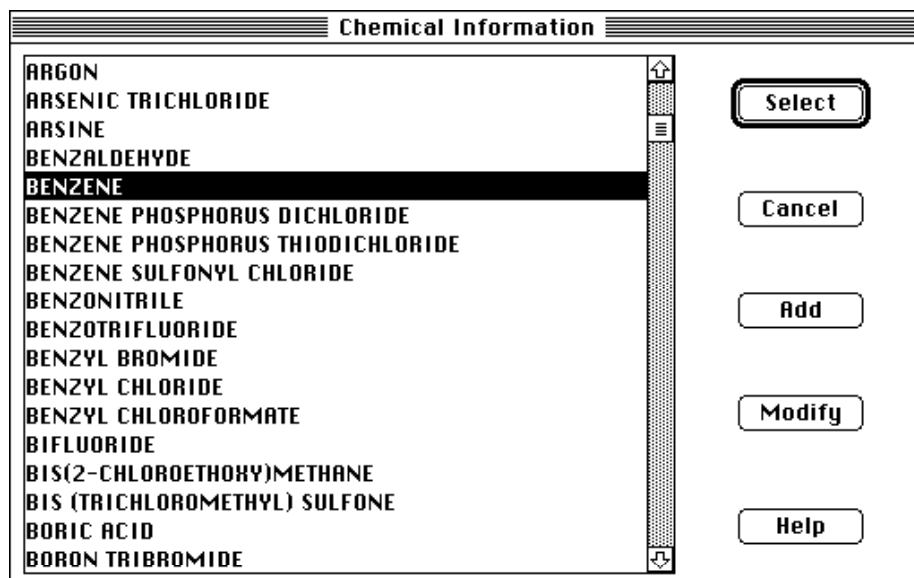 Chemical Information
ARGON
ARSENIC TRICHLORIDE
ARSINE
BENZALDEHYDE
BENZENE
BENZENE PHOSPHORUS DICHLORIDE
BENZENE PHOSPHORUS THIODICHLORIDE
BENZENE SULFONYL CHLORIDE
BENZONITRILE
BENZOTRIFLUORIDE
BENZYL BROMIDE
BENZYL CHLORIDE
BENZYL CHLOROFORMATE
BIFLUORIDE
BIS(2-CHLOROETHOXY)METHANE
BIS (TRICHLOROMETHYL) SULFONE
BORIC ACID
BORON TRIBROMIDE
Select
Cancel
Add
Modify
Help